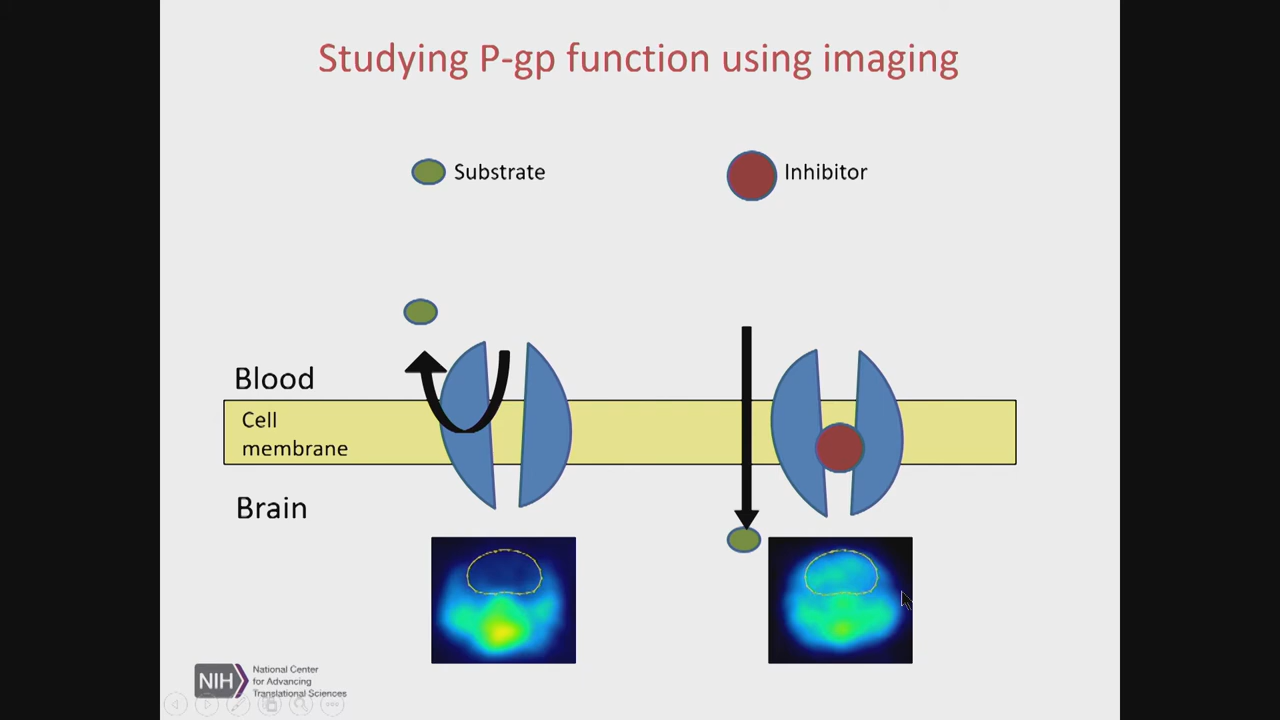 Studying P-gp function using imaging
Substrate
Inhibitor
Blood
Cell
membrane
Brain
NIH
National Center
for Advancing
Translational Sciences